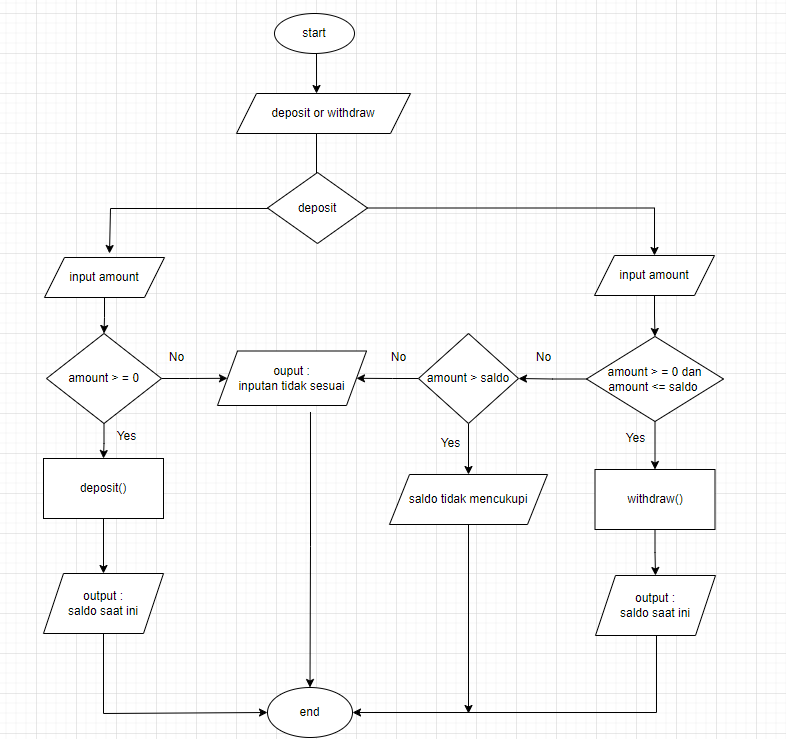 start
deposit or withdraw
deposit
input amount
input amount
amount > = 0
No
ouput :
inputan tidak sesuai
No
amount > saldo
No
amount > = 0 dan
amount <= saldo
Yes
Yes
Yes
deposit()
saldo tidak mencukupi
withdraw()
output :
saldo saat ini
output :
saldo saat ini
end